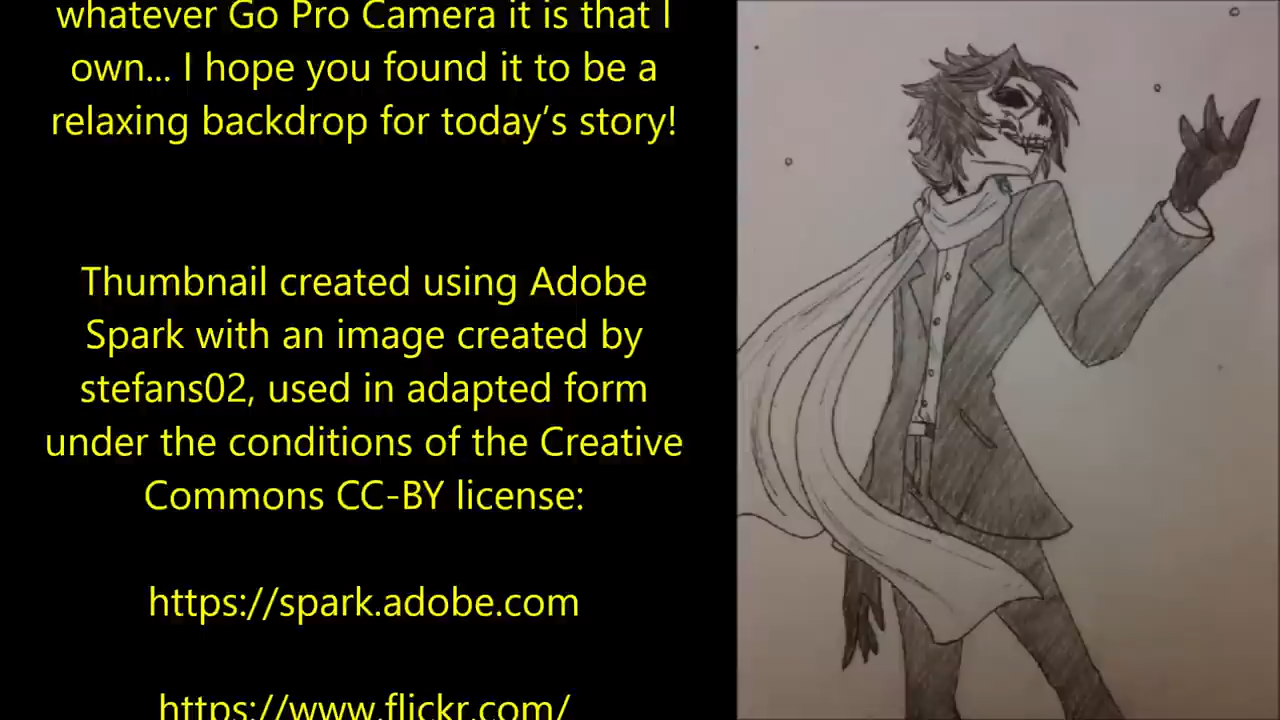 whatever Go Pro Camera it is that I
own... I hope you found it to be a
relaxing backdrop for today’s story!
Thumbnail created using Adobe
Spark with an image created by
stefans02, used in adapted form
under the conditions of the Creative
Commons CC-BY license:
https://spark.adobe.com
https://www.flickr.com/